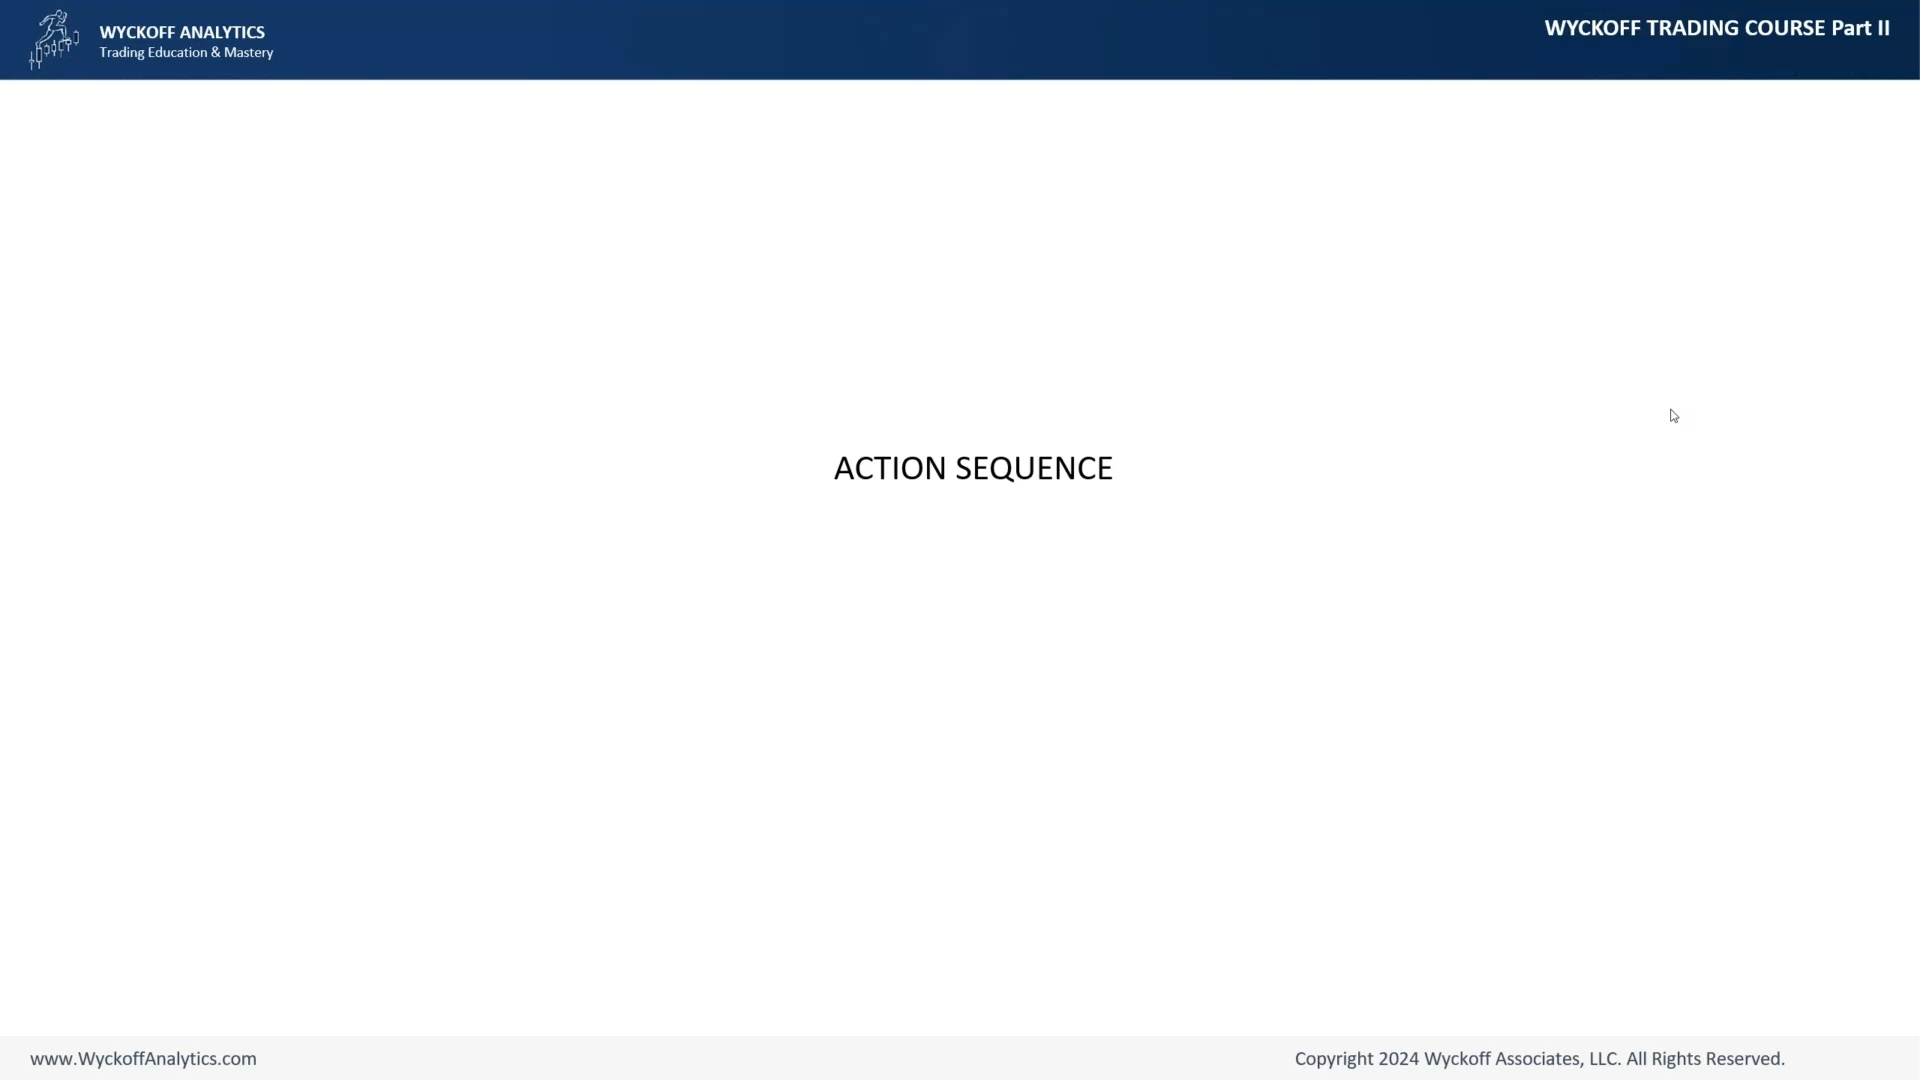 WYCKOFF ANALYTICS
Trading Education & Mastery
WYCKOFF TRADING COURSE Part II
ACTION SEQUENCE
www.WyckoffAnalytics.com
Copyright 2024 Wyckoff Associates, LLC. All Rights Reserved.